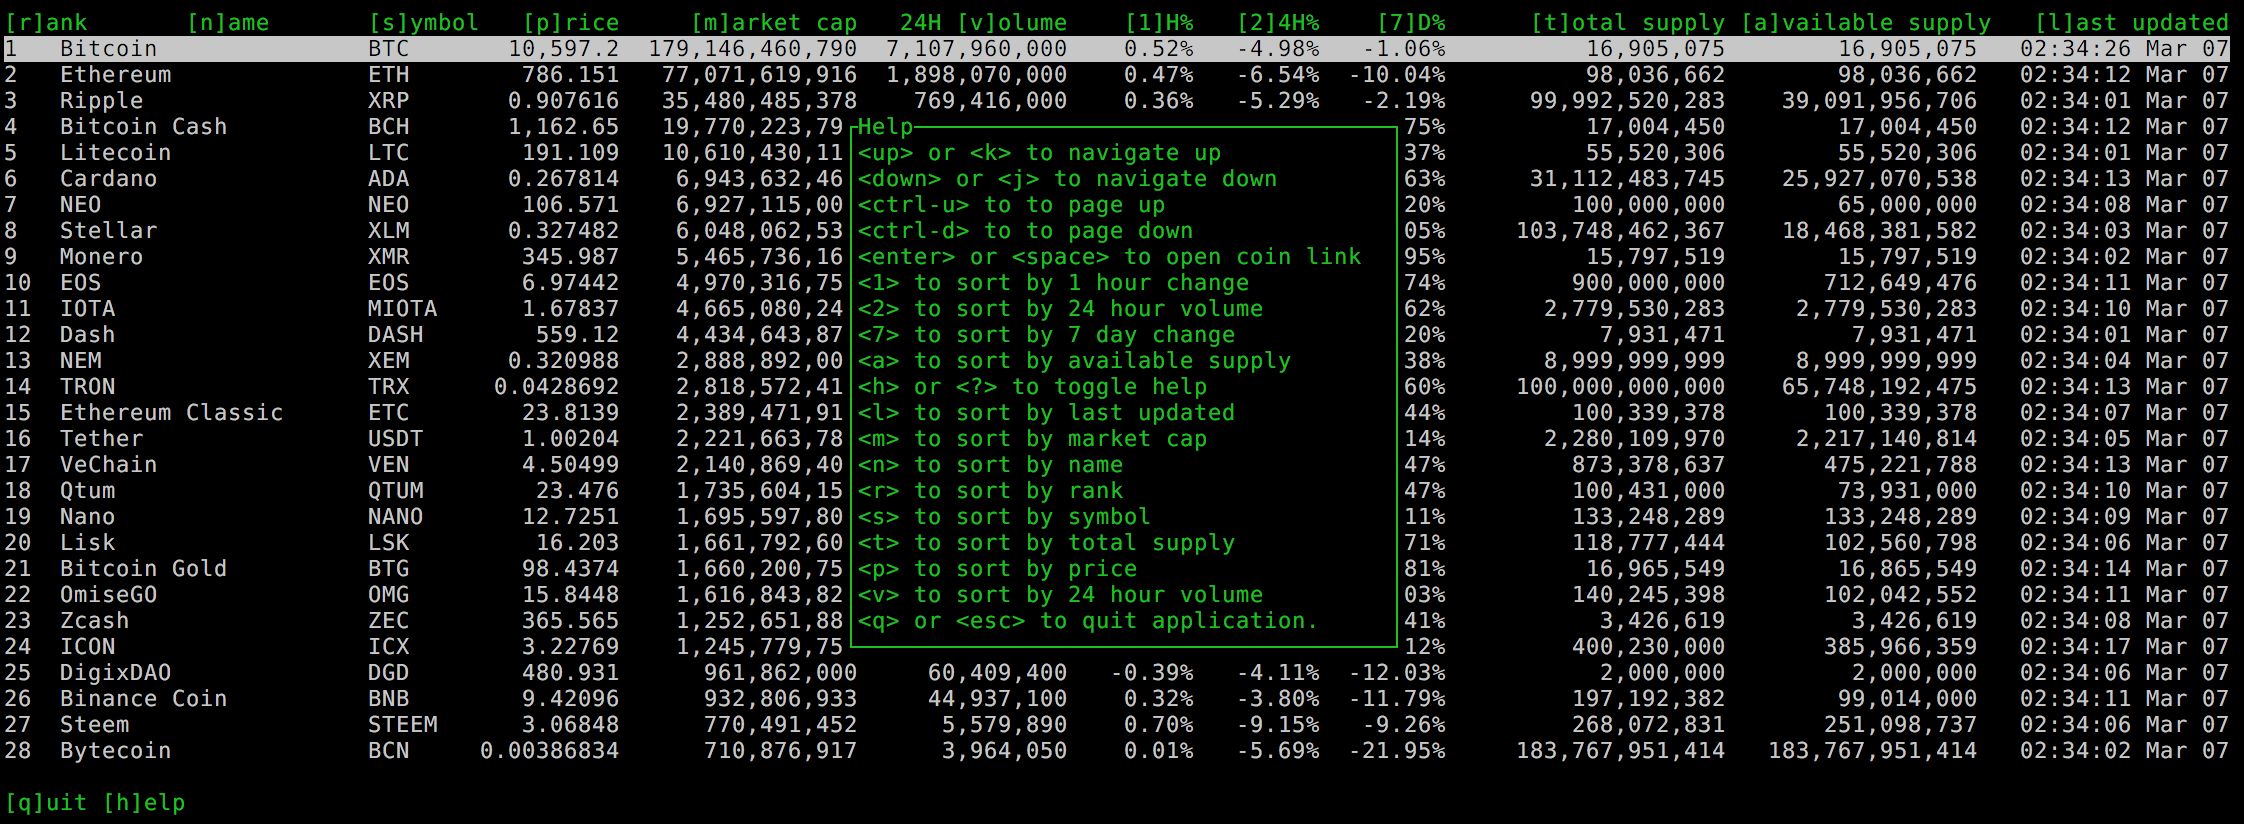 [r]ank [n]ame [s]ymbol [p]rice [m]arket cap 24H [v]olume [1]H% [2]4H% [7]D% [t]otal supply [a]vailable supply [l]ast updated
1 Bitcoin BTC 10,597.2 179,146,460,790 7,107,960,000 0.52% -4.98% -1.06% 16,905,075 16,905,075 02:34:26 Mar 07
2 Ethereum ETH 786.151 77,071,619,916 1,898,070,000 0.47% -6.54% -10.04% 98,036,662 98,036,662 02:34:12 Mar 07
3 Ripple XRP 0.907616 35,480,485,378 769,416,000 0.36% -5.29% -2.19% 99,992,520,283 39,091,956,706 02:34:01 Mar 07
4 Bitcoin Cash BCH 1,162.65 19,770,223,79 Help 75% 17,004,450 17,004,450 02:34:12 Mar 07
5 Litecoin LTC 191.109 10,610,430,11 <up> or <k> to navigate up 37% 55,520,306 55,520,306 02:34:01 Mar 07
6 Cardano ADA 0.267814 6,943,632,46 <down> or <j> to navigate down 63% 31,112,483,745 25,927,070,538 02:34:13 Mar 07
7 NEO NEO 106.571 6,927,115,00 <ctrl-u> to to page up 20% 100,000,000 65,000,000 02:34:08 Mar 07
8 Stellar XLM 0.327482 6,048,062,53 <ctrl-d> to to page down 05% 103,748,462,367 18,468,381,582 02:34:03 Mar 07
9 Monero XMR 345.987 5,465,736,16 <enter> or <space> to open coin link 95% 15,797,519 15,797,519 02:34:02 Mar 07
10 EOS EOS 6.97442 4,970,316,75 <1> to sort by 1 hour change 74% 900,000,000 712,649,476 02:34:11 Mar 07
11 IOTA MIOTA 1.67837 4,665,080,24 <2> to sort by 24 hour volume 62% 2,779,530,283 2,779,530,283 02:34:10 Mar 07
12 Dash DASH 559.12 4,434,643,87 <7> to sort by 7 day change 20% 7,931,471 7,931,471 02:34:01 Mar 07
13 NEM XEM 0.320988 2,888,892,00 <a> to sort by available supply 38% 8,999,999,999 8,999,999,999 02:34:04 Mar 07
14 TRON TRX 0.0428692 2,818,572,41 <h> or <?> to toggle help 60% 100,000,000,000 65,748,192,475 02:34:13 Mar 07
15 Ethereum Classic ETC 23.8139 2,389,471,91 <l> to sort by last updated 44% 100,339,378 100,339,378 02:34:07 Mar 07
16 Tether USDT 1.00204 2,221,663,78 <m> to sort by market cap 14% 2,280,109,970 2,217,140,814 02:34:05 Mar 07
17 VeChain VEN 4.50499 2,140,869,40 <n> to sort by name 47% 873,378,637 475,221,788 02:34:13 Mar 07
18 Qtum QTUM 23.476 1,735,604,15 <r> to sort by rank 47% 100,431,000 73,931,000 02:34:10 Mar 07
19 Nano NANO 12.7251 1,695,597,80 <s> to sort by symbol 11% 133,248,289 133,248,289 02:34:09 Mar 07
20 Lisk LSK 16.203 1,661,792,60 <t> to sort by total supply 71% 118,777,444 102,560,798 02:34:06 Mar 07
21 Bitcoin Gold BTG 98.4374 1,660,200,75 <p> to sort by price 81% 16,965,549 16,865,549 02:34:14 Mar 07
22 OmiseGO OMG 15.8448 1,616,843,82 <v> to sort by 24 hour volume 03% 140,245,398 102,042,552 02:34:11 Mar 07
23 Zcash ZEC 365.565 1,252,651,88 <q> or <esc> to quit application. 41% 3,426,619 3,426,619 02:34:08 Mar 07
24 ICON ICX 3.22769 1,245,779,75 12% 400,230,000 385,966,359 02:34:17 Mar 07
25 DigixDAO DGD 480.931 961,862,000 60,409,400 -0.39% -4.11% -12.03% 2,000,000 2,000,000 02:34:06 Mar 07
26 Binance Coin BNB 9.42096 932,806,933 44,937,100 0.32% -3.80% -11.79% 197,192,382 99,014,000 02:34:11 Mar 07
27 Steem STEEM 3.06848 770,491,452 5,579,890 0.70% -9.15% -9.26% 268,072,831 251,098,737 02:34:06 Mar 07
28 Bytecoin BCN 0.00386834 710,876,917 3,964,050 0.01% -5.69% -21.95% 183,767,951,414 183,767,951,414 02:34:02 Mar 07
[q]uit [h]elp